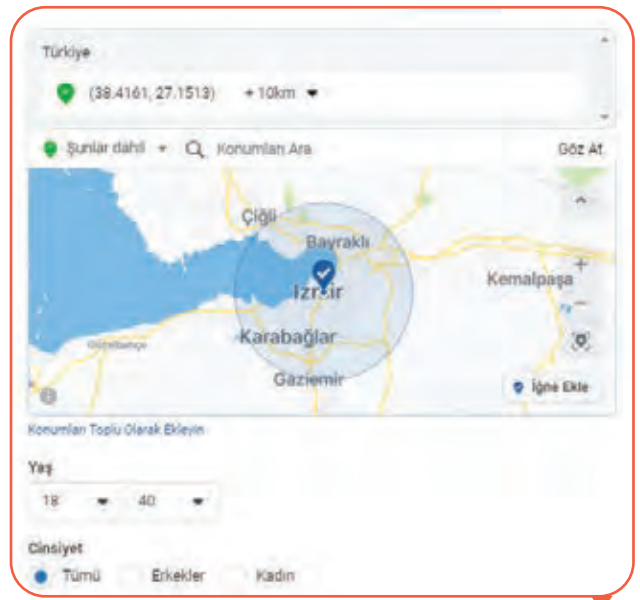 Türkiye
(38.4161, 27.1513) + 10km
Şunlar dahil
Konumları Ara
Göz At
Çiğli
Bayraklı
Kemalpaşa
İzmir
Karabağlar
Güzelbahçe
Gaziemir
İğne Ekle
Konumları Toplu Olarak Ekleyin
Yaş
18 40
Cinsiyet
Tümü Erkekler Kadın